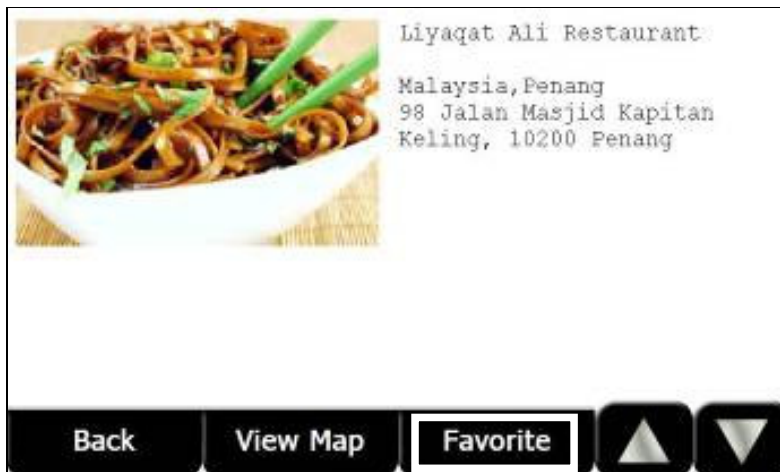 Liyaqat Ali Restaurant
Malaysia,Penang
98 Jalan Masjid Kapitan
Keling, 10200 Penang
Back
View Map
Favorite